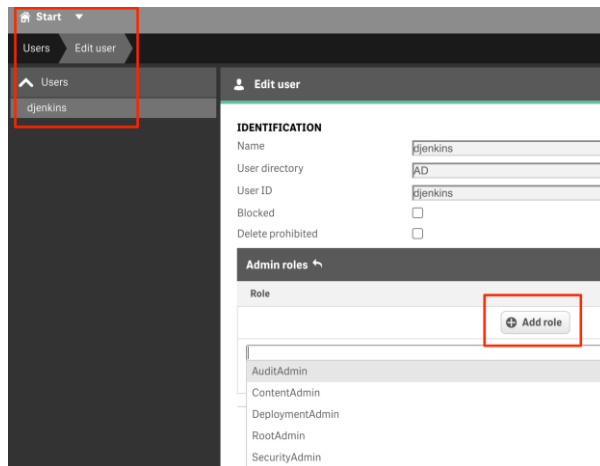 Start
Users Edit user
Users
djenkins
Edit user
IDENTIFICATION
Name djenkins
User directory AD
User ID djenkins
Blocked
Delete prohibited
Admin roles
Role
Add role
AuditAdmin
ContentAdmin
DeploymentAdmin
RootAdmin
SecurityAdmin